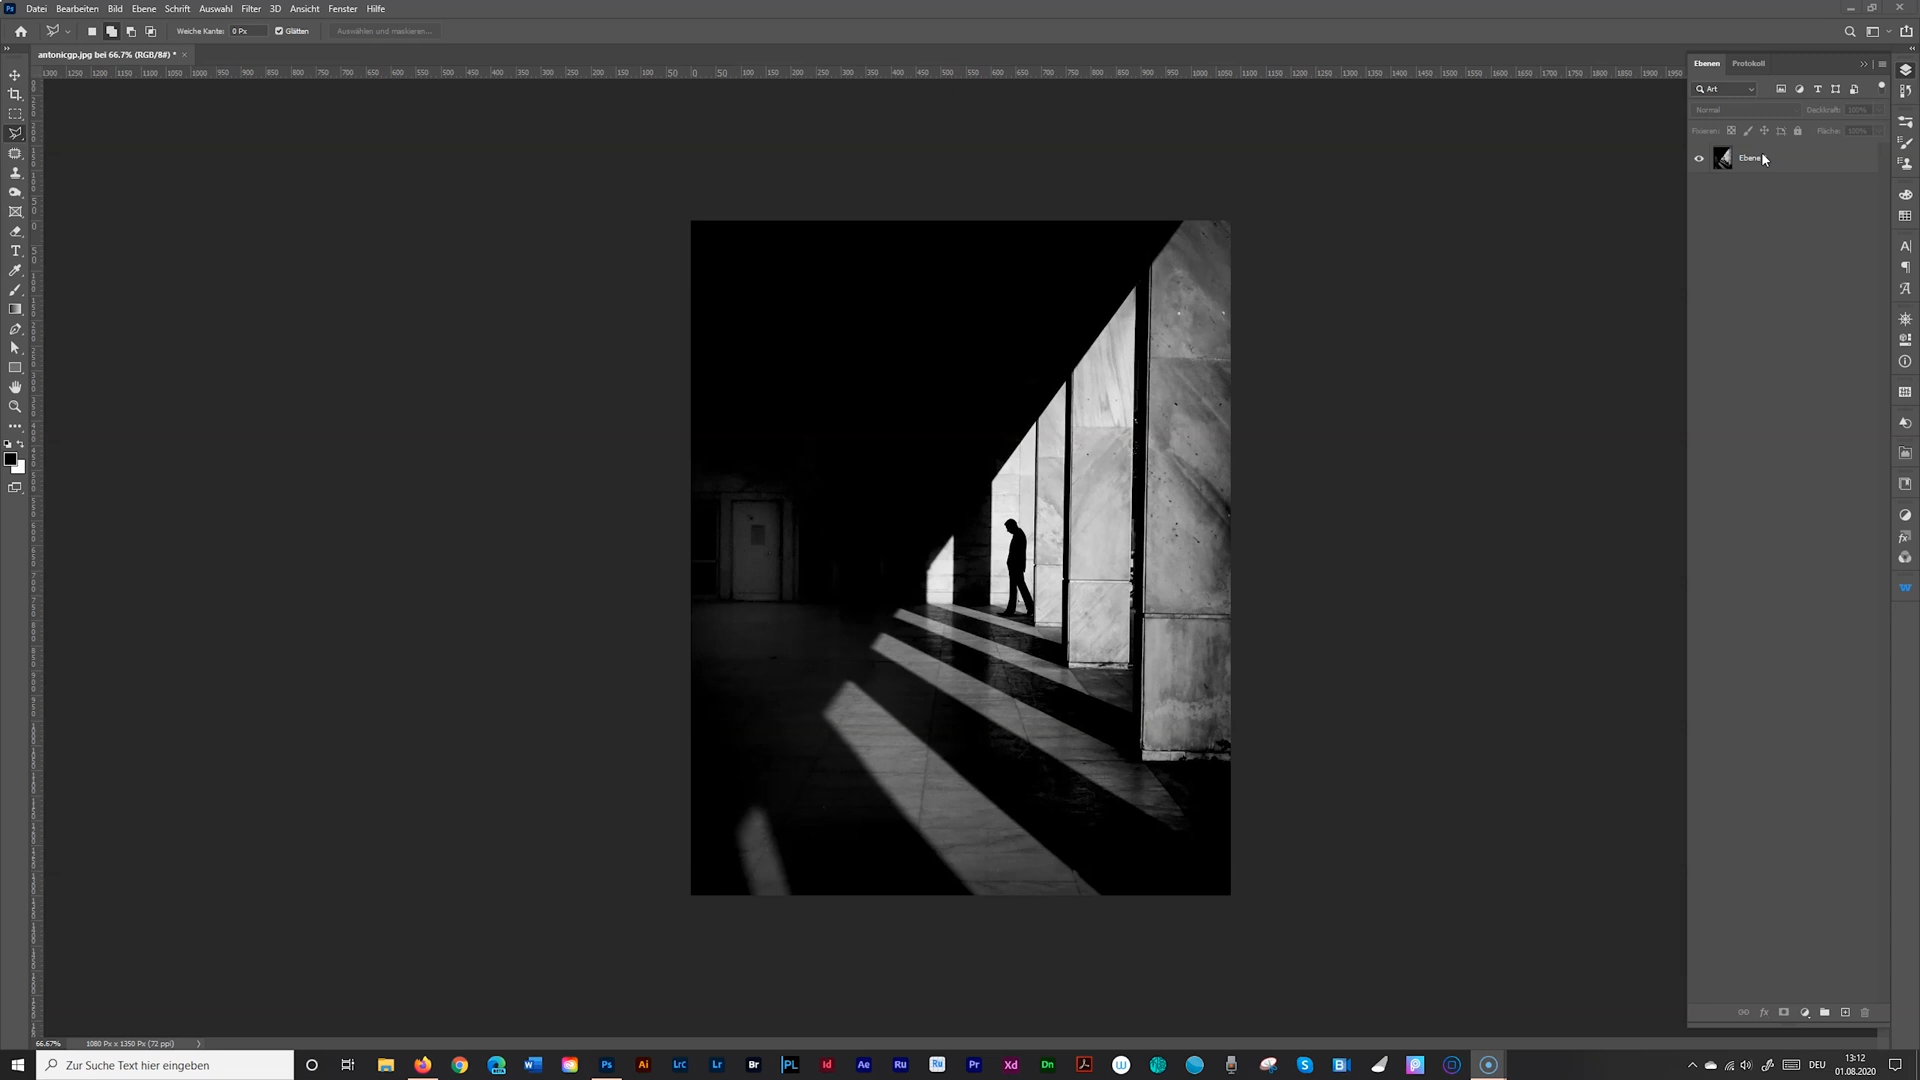 Datei Bearbeiten Bild Ebene Schrift Auswahl Filter 3D Ansicht Fenster Hilfe
Weiche Kante: 0 Px Glätten Auswählen und maskieren...
antonicgp.jpg bei 66.7% (RGB/8#) *
Ebenen Protokoll
Art
Normal Deckkraft: 100%
Fixieren: Fläche: 100%
Ebene
66.67% 1080 Px x 1350 Px (72 ppi)
Zur Suche Text hier eingeben
DEU
13:12
01.08.2020